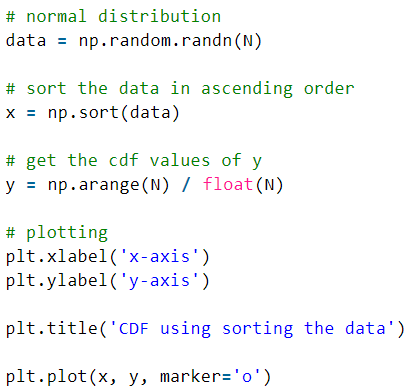 # normal distribution
data = np.random.randn(N)
# sort the data in ascending order
x = np.sort(data)
# get the cdf values of y
y = np.arange(N) / float(N)
# plotting
plt.xlabel('x-axis')
plt.ylabel('y-axis')
plt.title('CDF using sorting the data')
plt.plot(x, y, marker='o')